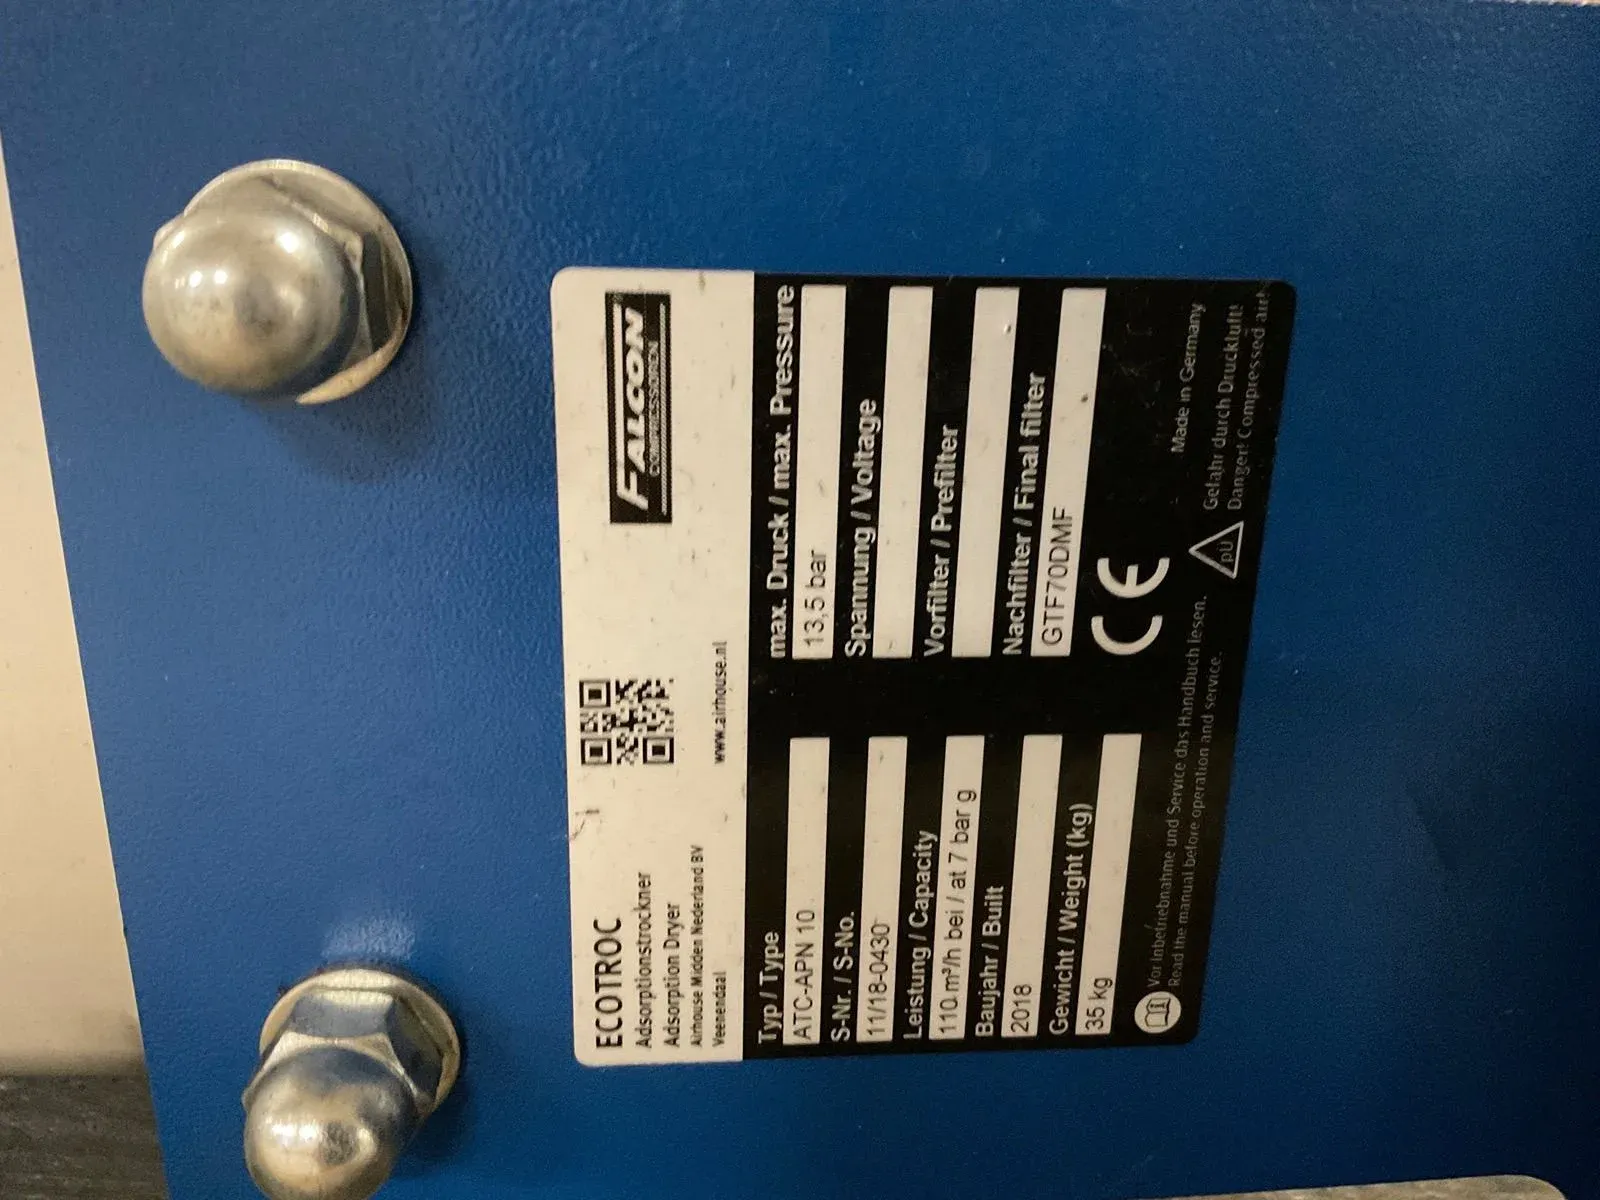 ECOTROC
Adsorptionstrockner
Adsorption Dryer
Airhouse Midden Nederland BV
Veenendaal
www.airhouse.nl
FALCON
COMPRESSOREN
Typ / Type
ATC-APN 10
S-Nr. / S-No.
11/18-0430
Leistung / Capacity
110 m³/h bei / at 7 bar g
Baujahr / Built
2018
Gewicht / Weight (kg)
35 kg
max. Druck / max. Pressure
13,5 bar
Spannung / Voltage
Vorfilter / Prefilter
Nachfilter / Final filter
GTF70DMF
CE
Made in Germany
Vor Inbetriebnahme und Service das Handbuch lesen.
Read the manual before operation and service.
pü
Gefahr durch Druckluft!
Danger! Compressed air!